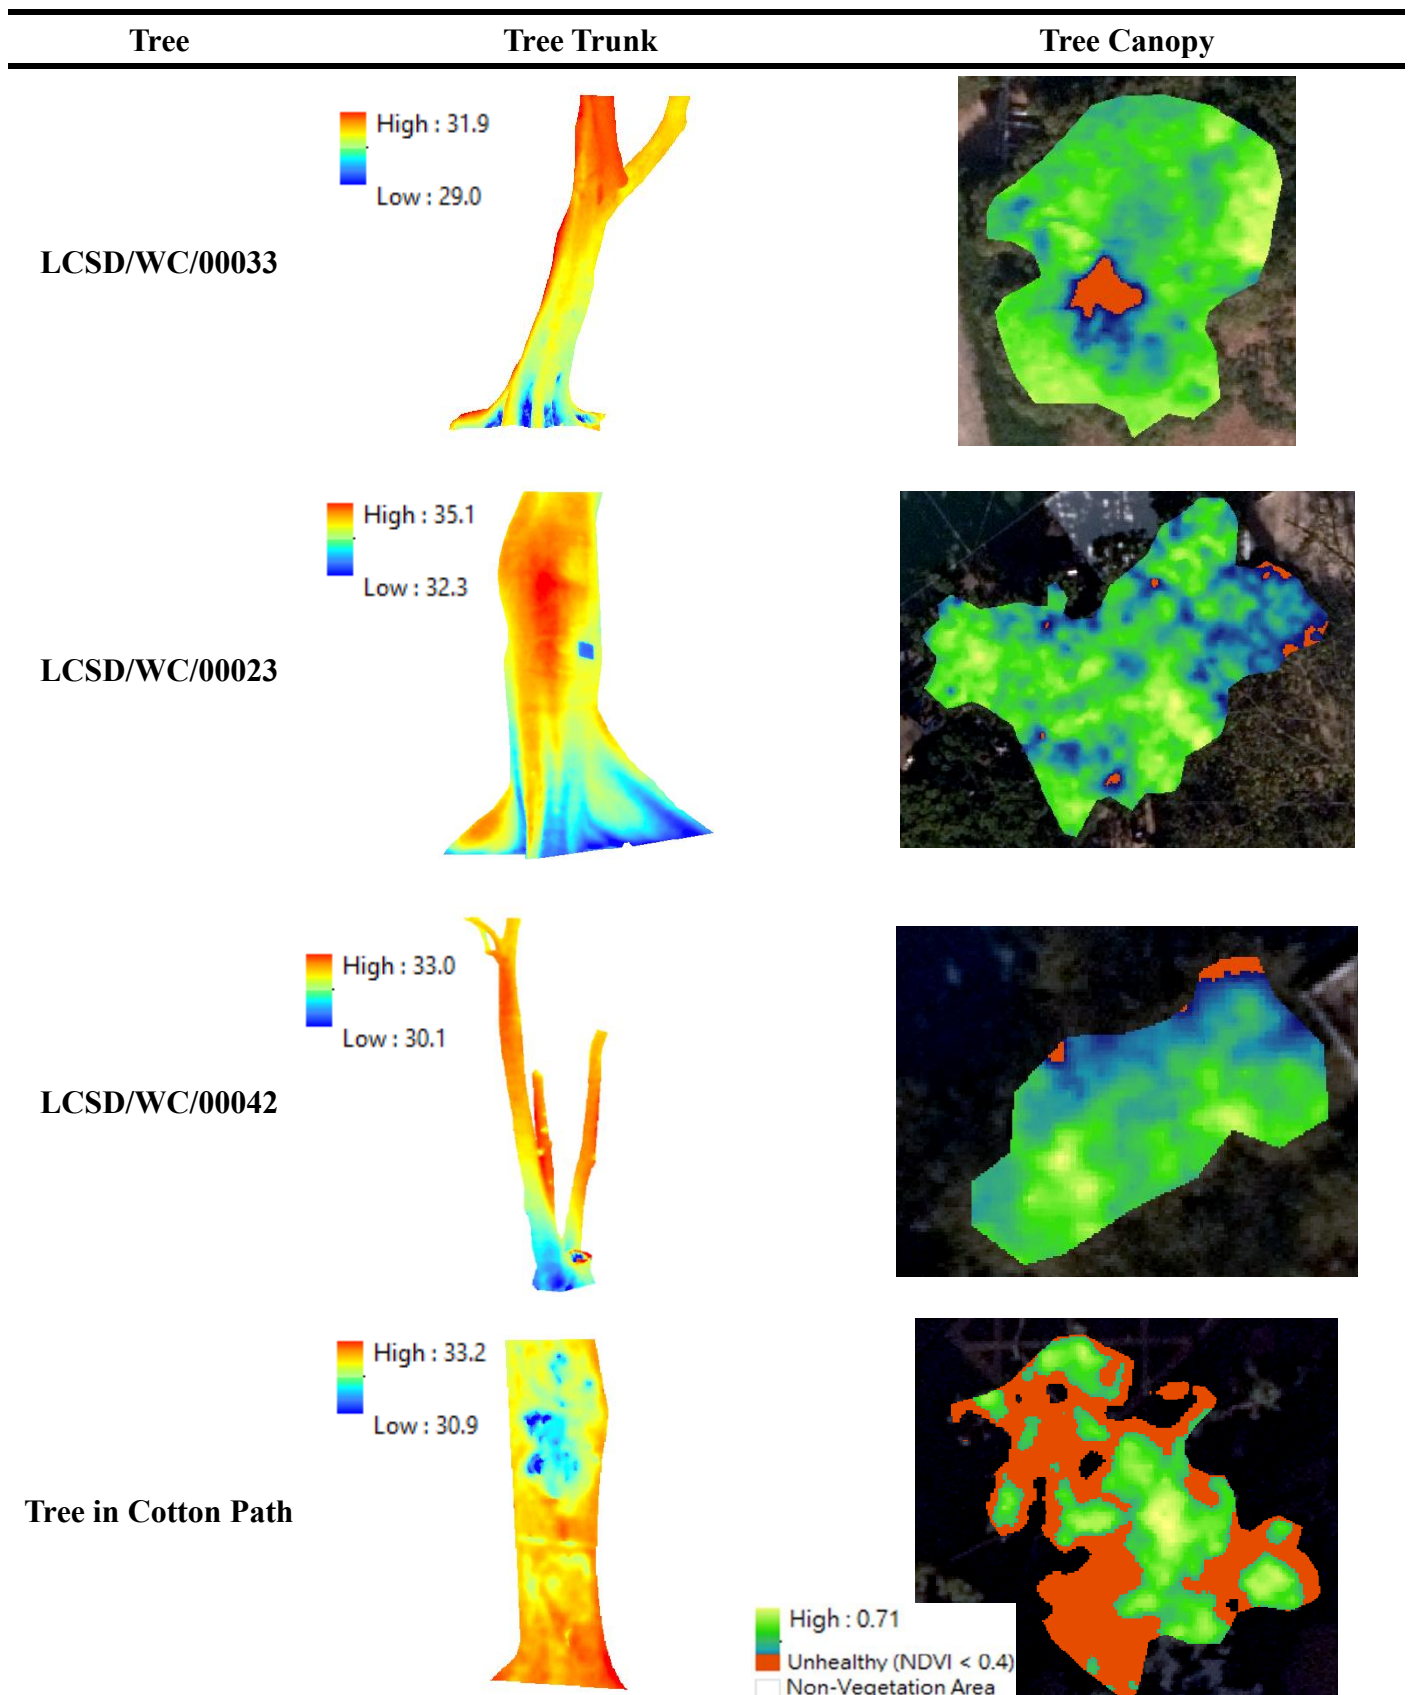 Tree Tree Trunk Tree Canopy
High : 31.9
Low : 29.0
LCSD/WC/00033
High : 35.1
Low : 32.3
LCSD/WC/00023
High : 33.0
Low : 30.1
LCSD/WC/00042
High : 33.2
Low : 30.9
Tree in Cotton Path
High : 0.71
Unhealthy (NDVI < 0.4)
Non-Vegetation Area